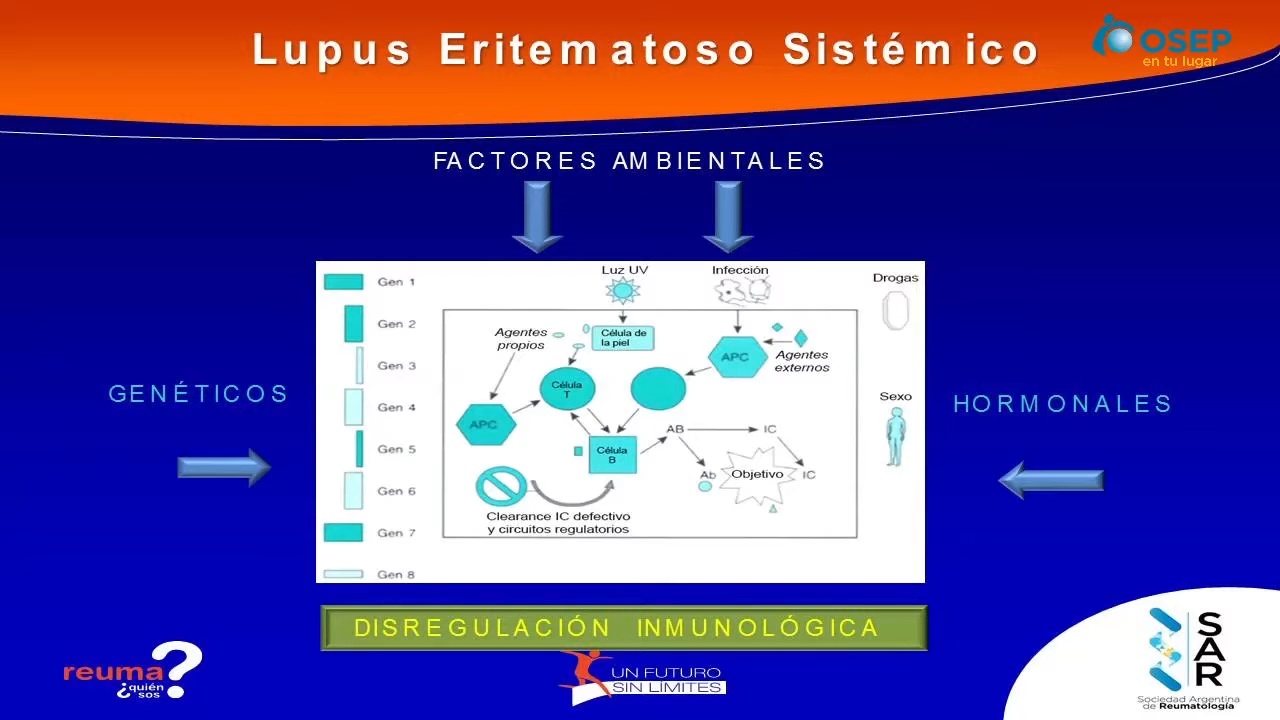 Lupus Eritematoso Sistémico
OSEP
en tu lugar
FACTORES AMBIENTALES
GENÉTICOS
HORMONALES
Gen 1
Gen 2
Gen 3
Gen 4
Gen 5
Gen 6
Gen 7
Gen 8
Luz UV
Infección
Drogas
Agentes
propios
Célula de
la piel
APC
Agentes
externos
Célula
T
Sexo
APC
Célula
B
AB
IC
Ab
Objetivo
IC
Clearance IC defectivo
y circuitos regulatorios
DISREGULACIÓN INMUNOLÓGICA
reuma?
¿quién
sos
UN FUTURO
SIN LÍMITES
SAR
Sociedad Argentina
de Reumatología